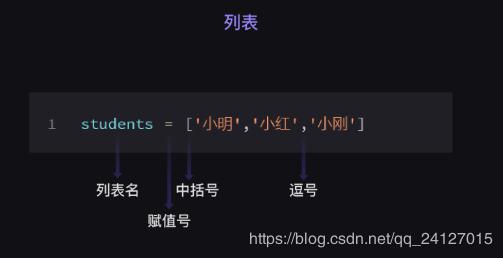 列表
1 students = ['小明','小红','小刚']
列表名 中括号 逗号
赋值号
https://blog.csdn.net/qq_24127015